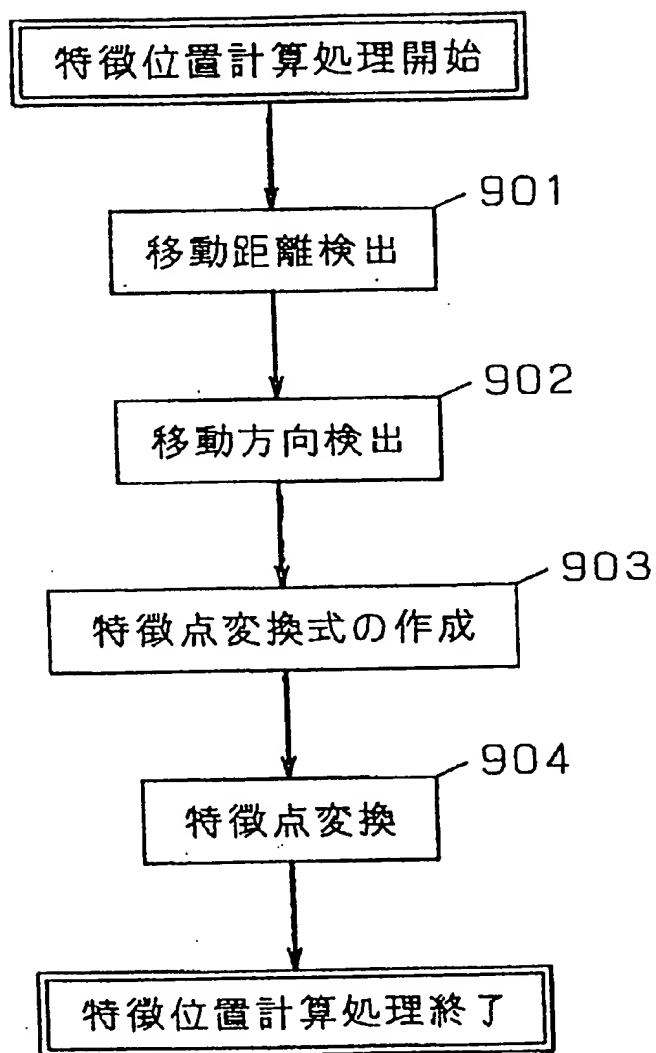 特徴位置計算処理開始
901
移動距離検出
902
移動方向検出
903
特徴点変換式の作成
904
特徴点変換
特徴位置計算処理終了